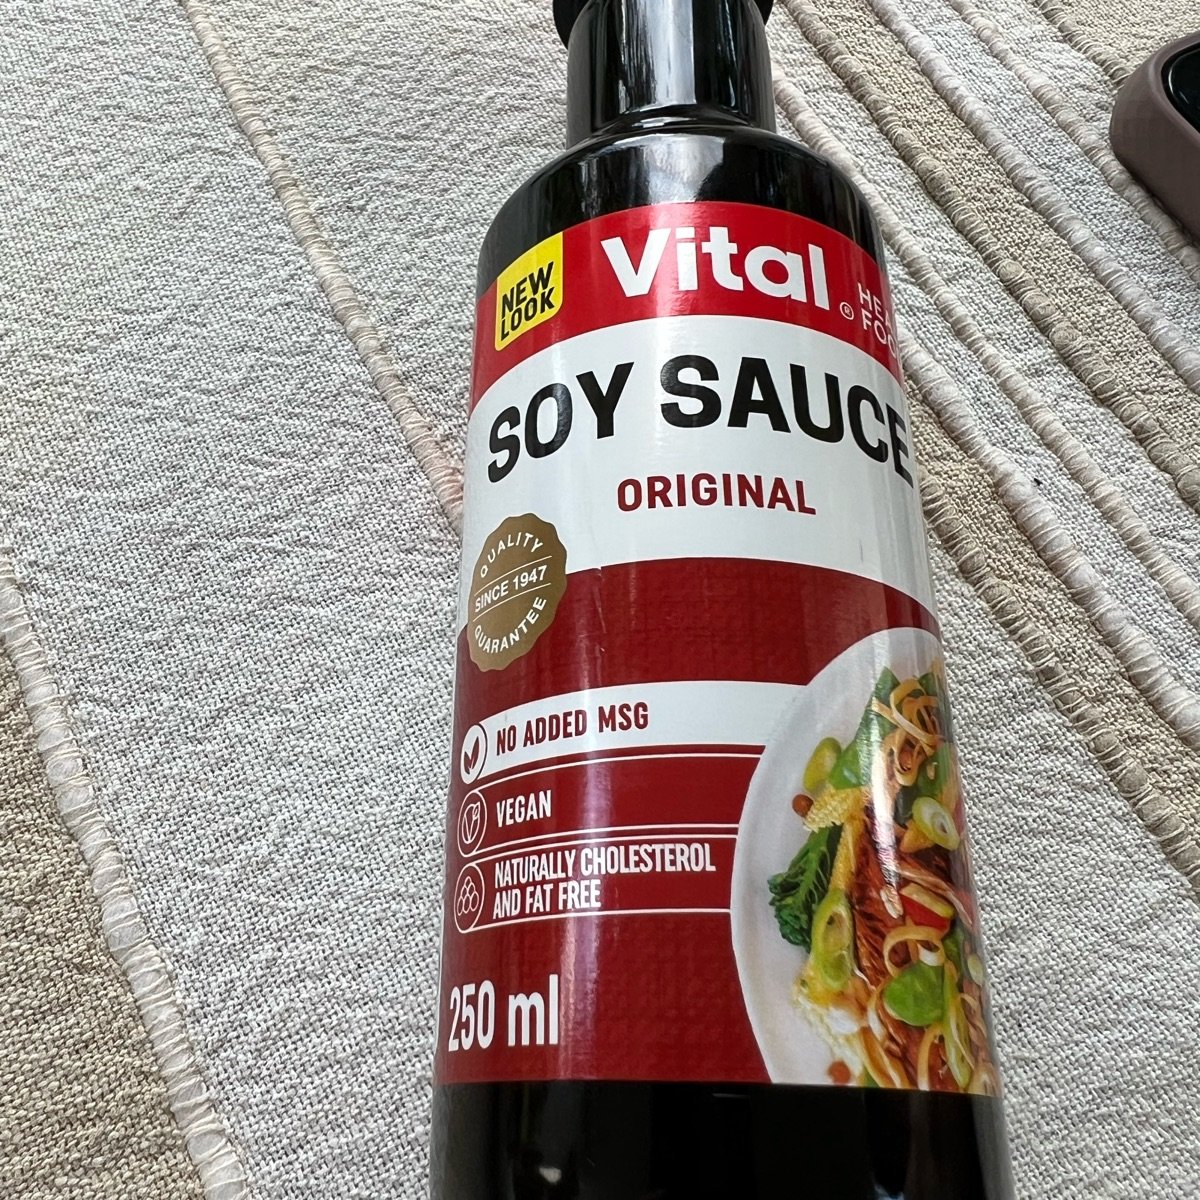 NEW
LOOK
Vital
®
SOY SAUCE
ORIGINAL
QUALITY
SINCE 1947
GUARANTEE
NO ADDED MSG
VEGAN
NATURALLY CHOLESTEROL
AND FAT FREE
250 ml